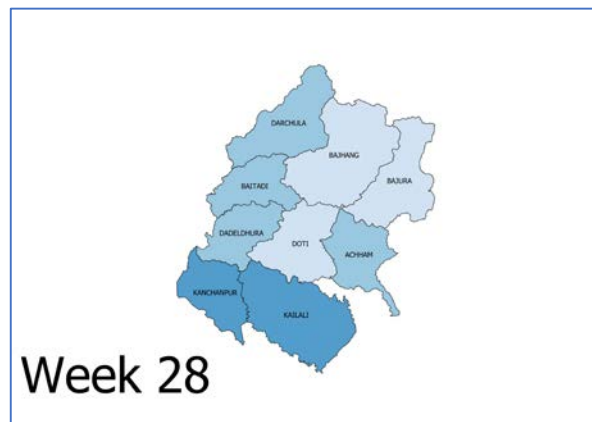 DARCHULA
BAJHANG
BAJURA
BAITADI
DADELDHURA
DOTI
ACHHAM
KANCHANPUR
KAILALI
Week 28